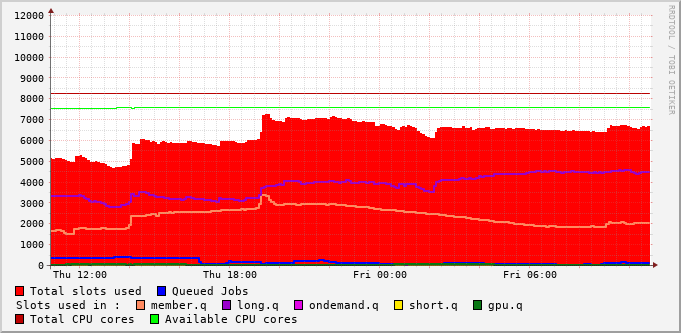 12000
11000
10000
9000
8000
7000
6000
5000
4000
3000
2000
1000
0
Thu 12:00 Thu 18:00 Fri 00:00 Fri 06:00
RRDTOOL / TOBI OETIKER
Total slots used Queued Jobs
Slots used in : member.q long.q ondemand.q short.q gpu.q
Total CPU cores Available CPU cores